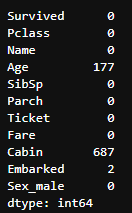 Survived 0
Pclass 0
Name 0
Age 177
SibSp 0
Parch 0
Ticket 0
Fare 0
Cabin 687
Embarked 2
Sex_male 0
dtype: int64